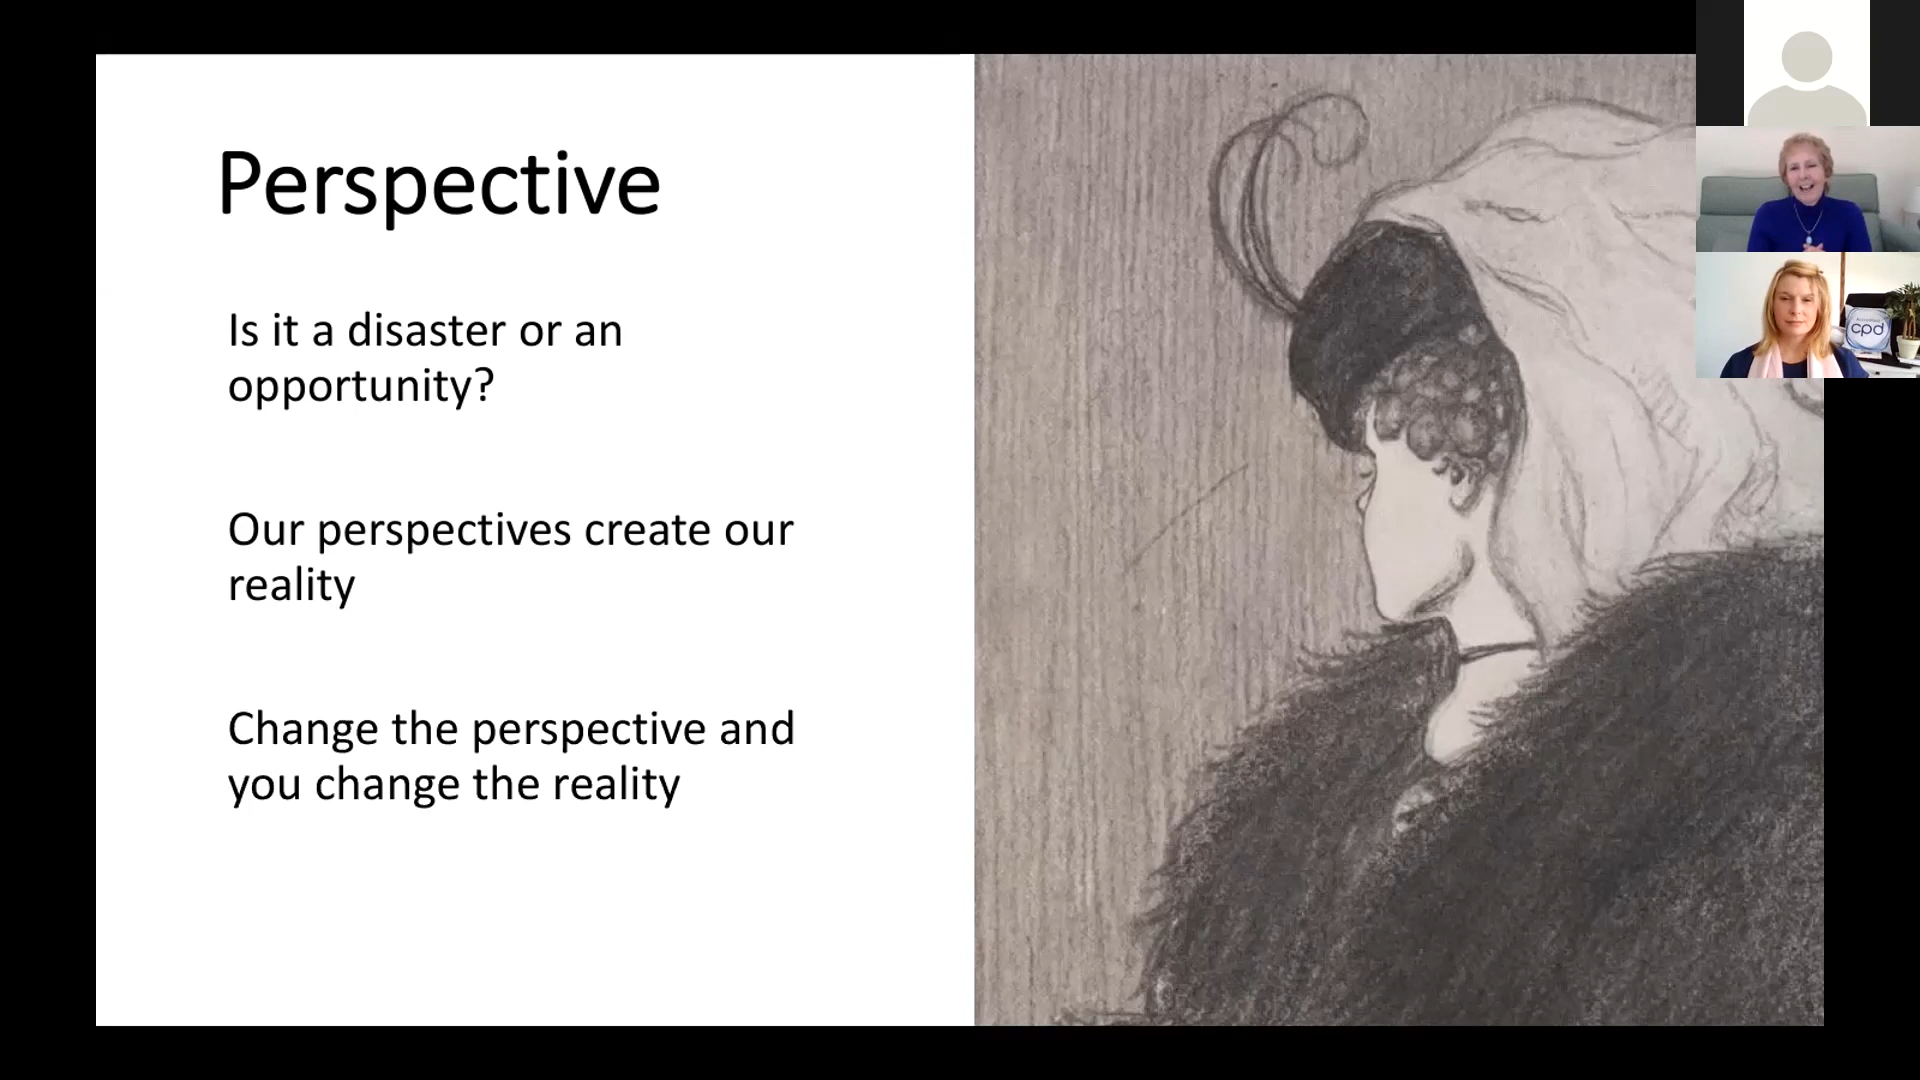 Perspective
Is it a disaster or an
opportunity?
Our perspectives create our
reality
Change the perspective and
you change the reality
cpd